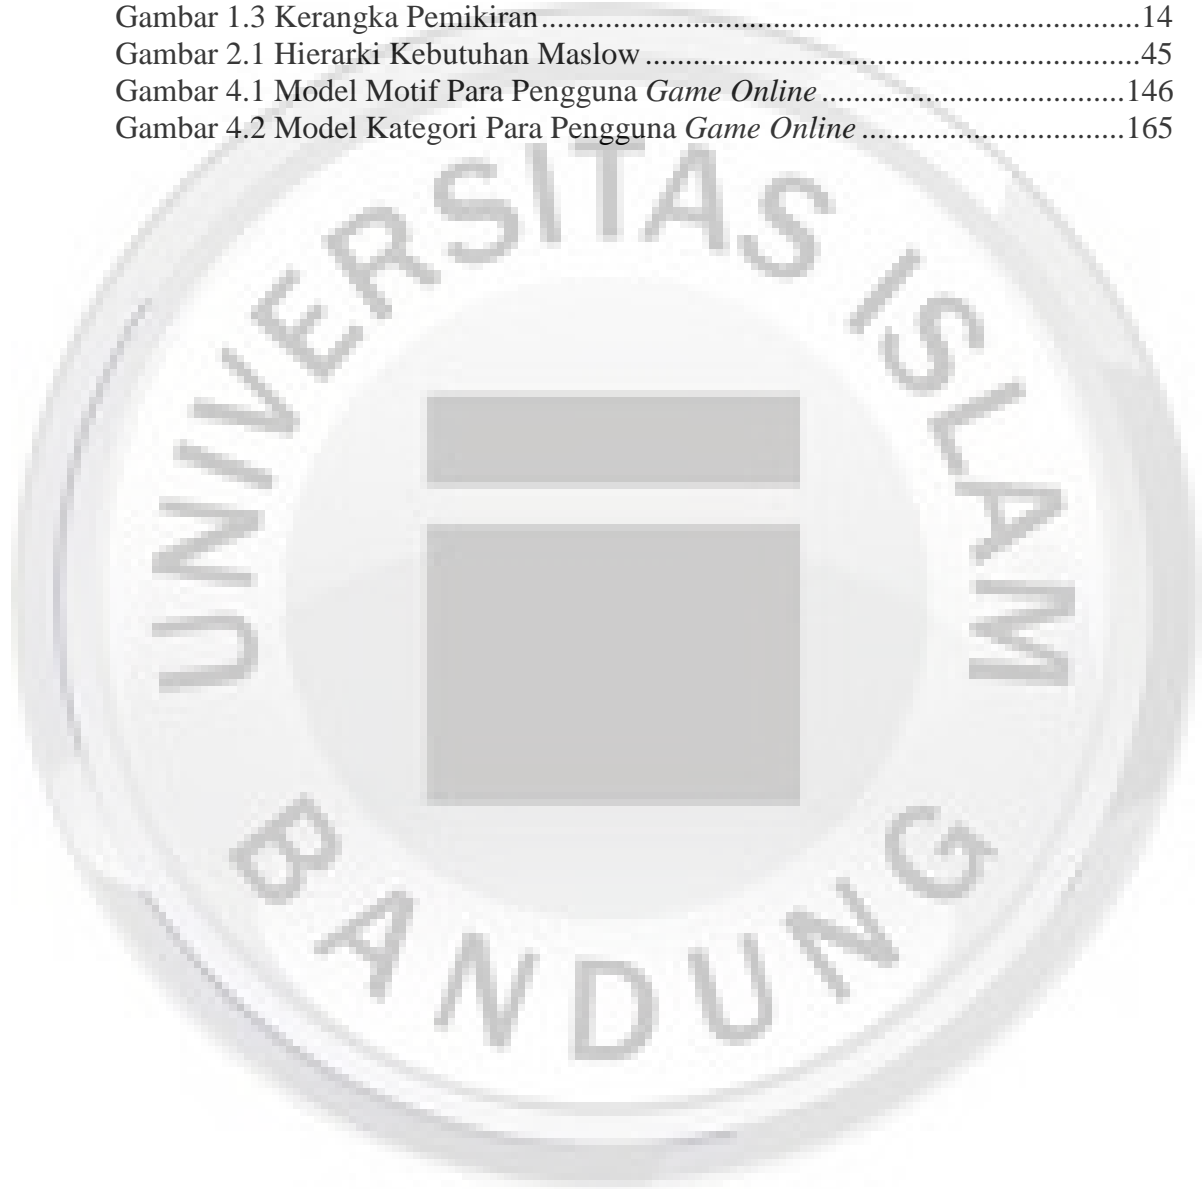 Gambar 1.3 Kerangka Pemikiran............................................................................14
Gambar 2.1 Hierarki Kebutuhan Maslow...............................................................45
Gambar 4.1 Model Motif Para Pengguna Game Online.......................................146
Gambar 4.2 Model Kategori Para Pengguna Game Online..................................165
UNIVERSITAS ISLAM
BANDUNG